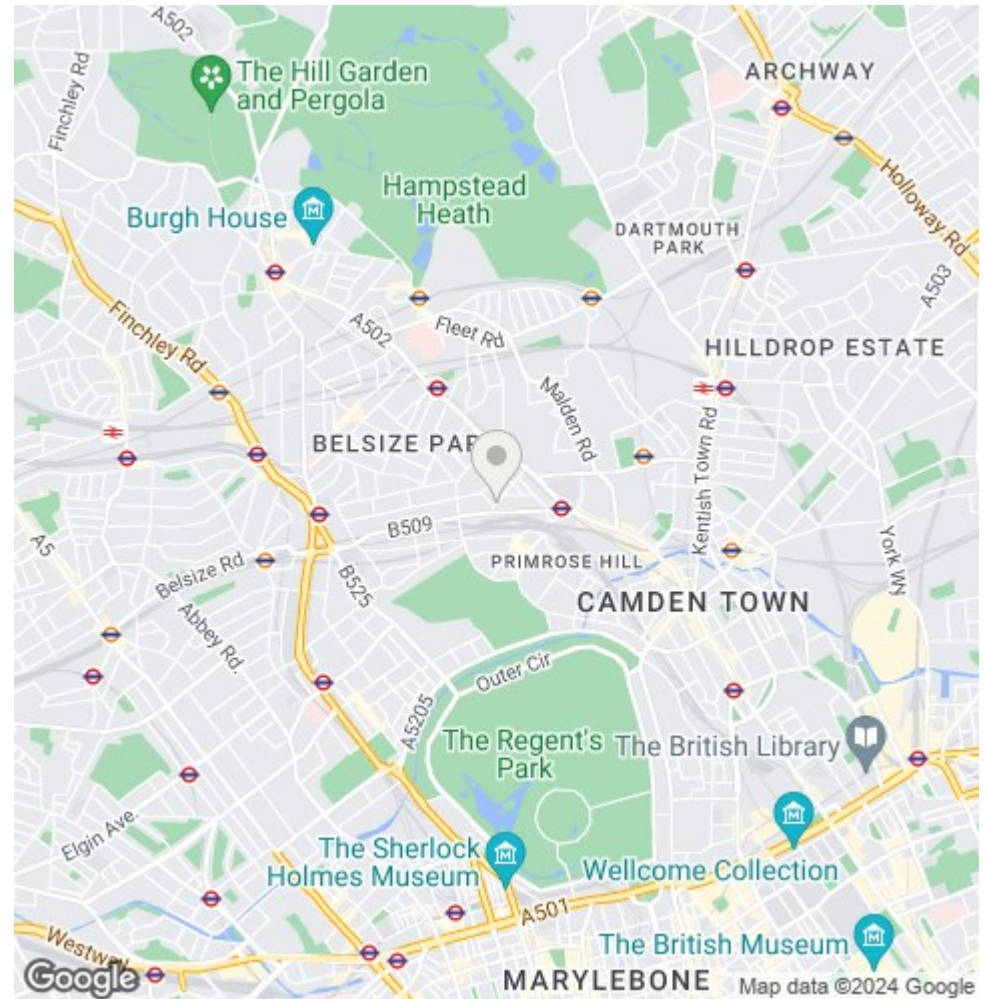 A502
Finchley Rd
The Hill Garden
and Pergola
ARCHWAY
Holloway Rd
Hampstead
Heath
Burgh House
DARTMOUTH
PARK
A503
Finchley Rd
A502
Fleet Rd
HILLDROP ESTATE
Malden Rd
BELSIZE PAR
Kentish Town Rd
A5
B509
York Wy
Belsize Rd
B525
PRIMROSE HILL
Abbey Rd.
CAMDEN TOWN
Outer Cir
A5205
The Regent's
Park
The British Library
Elgin Ave.
The Sherlock
Holmes Museum
Wellcome Collection
A501
Westway
The British Museum
MARYLEBONE
Google
Map data ©2024 Google